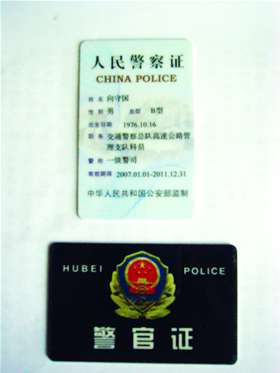 人民警察证
CHINA POLICE
姓名 向守国
性别 男 血型 B型
出生日期 1976.10.16
职务 交通警察总队高速公路管
理支队科员
警衔 一级警司
有效期限 2007.01.01-2011.12.31
中华人民共和国公安部监制
HUBEI POLICE
警官证